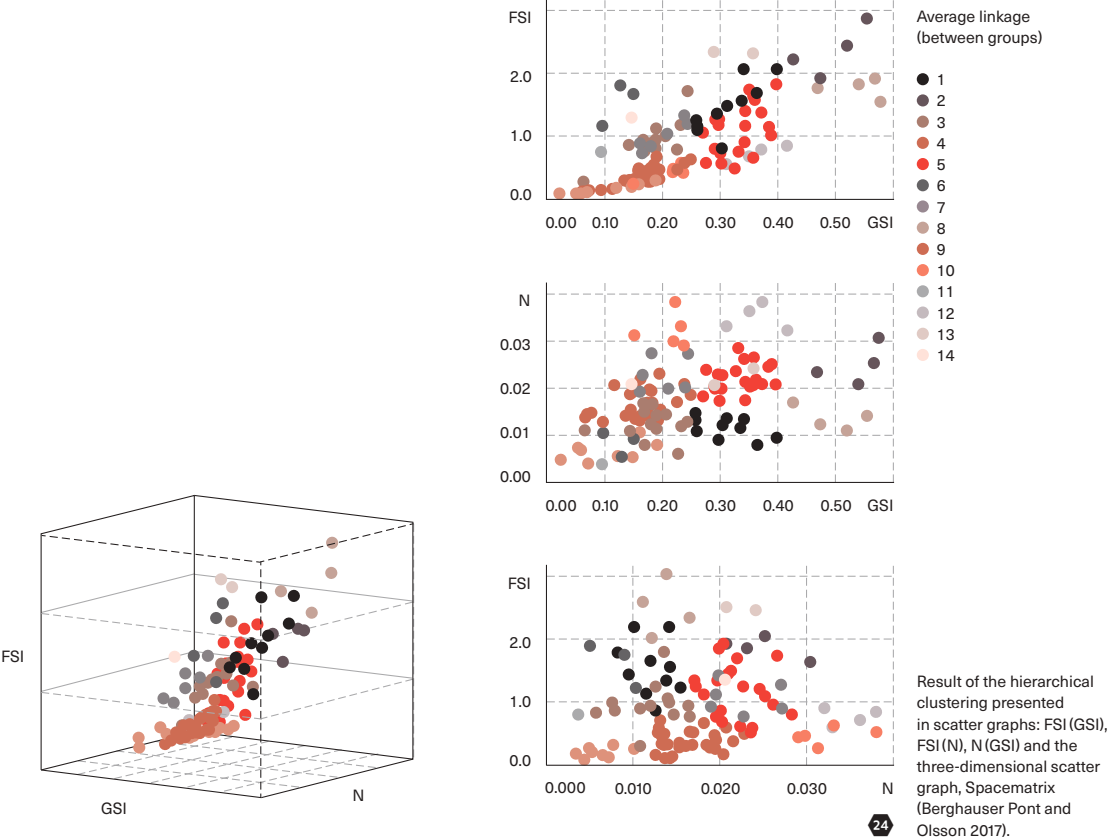 FSI
2.0
1.0
0.0
0.00 0.10 0.20 0.30 0.40 0.50 GSI
Average linkage
(between groups)
1
2
3
4
5
6
7
8
9
10
11
12
13
14
N
0.03
0.02
0.01
0.00
0.00 0.10 0.20 0.30 0.40 0.50 GSI
FSI
GSI
N
FSI
2.0
1.0
0.0
0.000 0.010 0.020 0.030 N
24
Result of the hierarchical
clustering presented
in scatter graphs: FSI (GSI),
FSI (N), N (GSI) and the
three-dimensional scatter
graph, Spacematrix
(Berghauser Pont and
Olsson 2017).